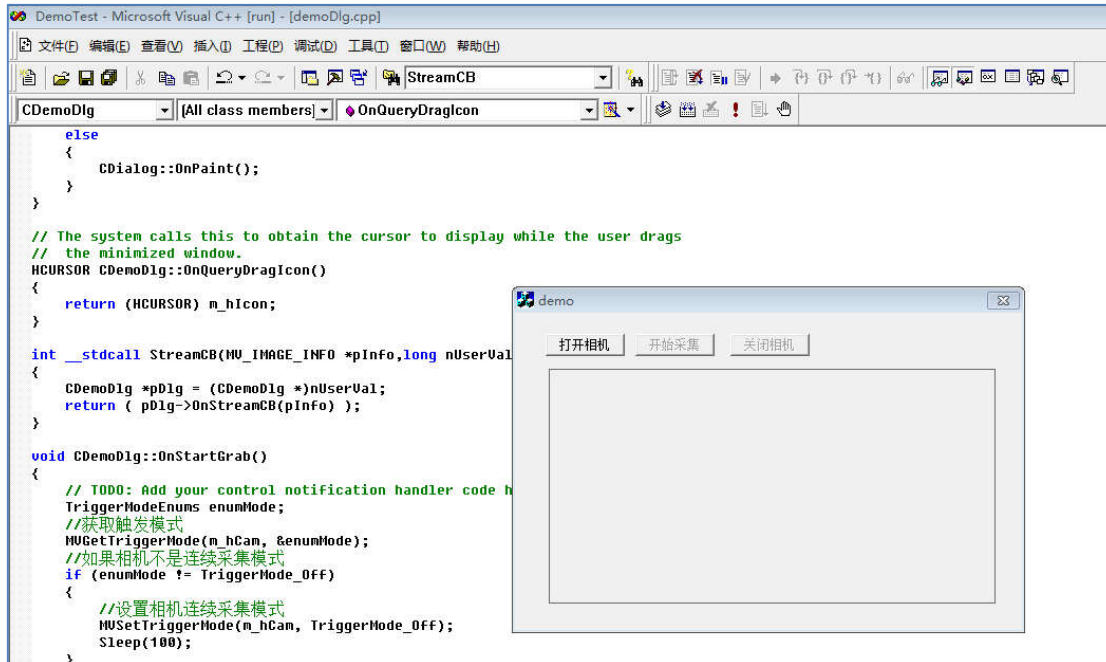 DemoTest - Microsoft Visual C++ [run] - [demoDlg.cpp]
文件(F) 编辑(E) 查看(V) 插入(I) 工程(P) 调试(D) 工具(T) 窗口(W) 帮助(H)
StreamCB
CDemoDlg [All class members] OnQueryDragIcon
else
{
CDialog::OnPaint();
}
}
// The system calls this to obtain the cursor to display while the user drags
// the minimized window.
HCURSOR CDemoDlg::OnQueryDragIcon()
{
return (HCURSOR) m_hIcon;
}
int __stdcall StreamCB(MV_IMAGE_INFO *pInfo,long nUserVal
{
CDemoDlg *pDlg = (CDemoDlg *)nUserVal;
return ( pDlg->OnStreamCB(pInfo) );
}
void CDemoDlg::OnStartGrab()
{
// TODO: Add your control notification handler code h
TriggerModeEnums enumMode;
//获取触发模式
MVGetTriggerMode(m_hCam, &enumMode);
//如果相机不是连续采集模式
if (enumMode != TriggerMode_Off)
{
//设置相机连续采集模式
MVSetTriggerMode(m_hCam, TriggerMode_Off);
Sleep(100);
}
demo
打开相机 开始采集 关闭相机